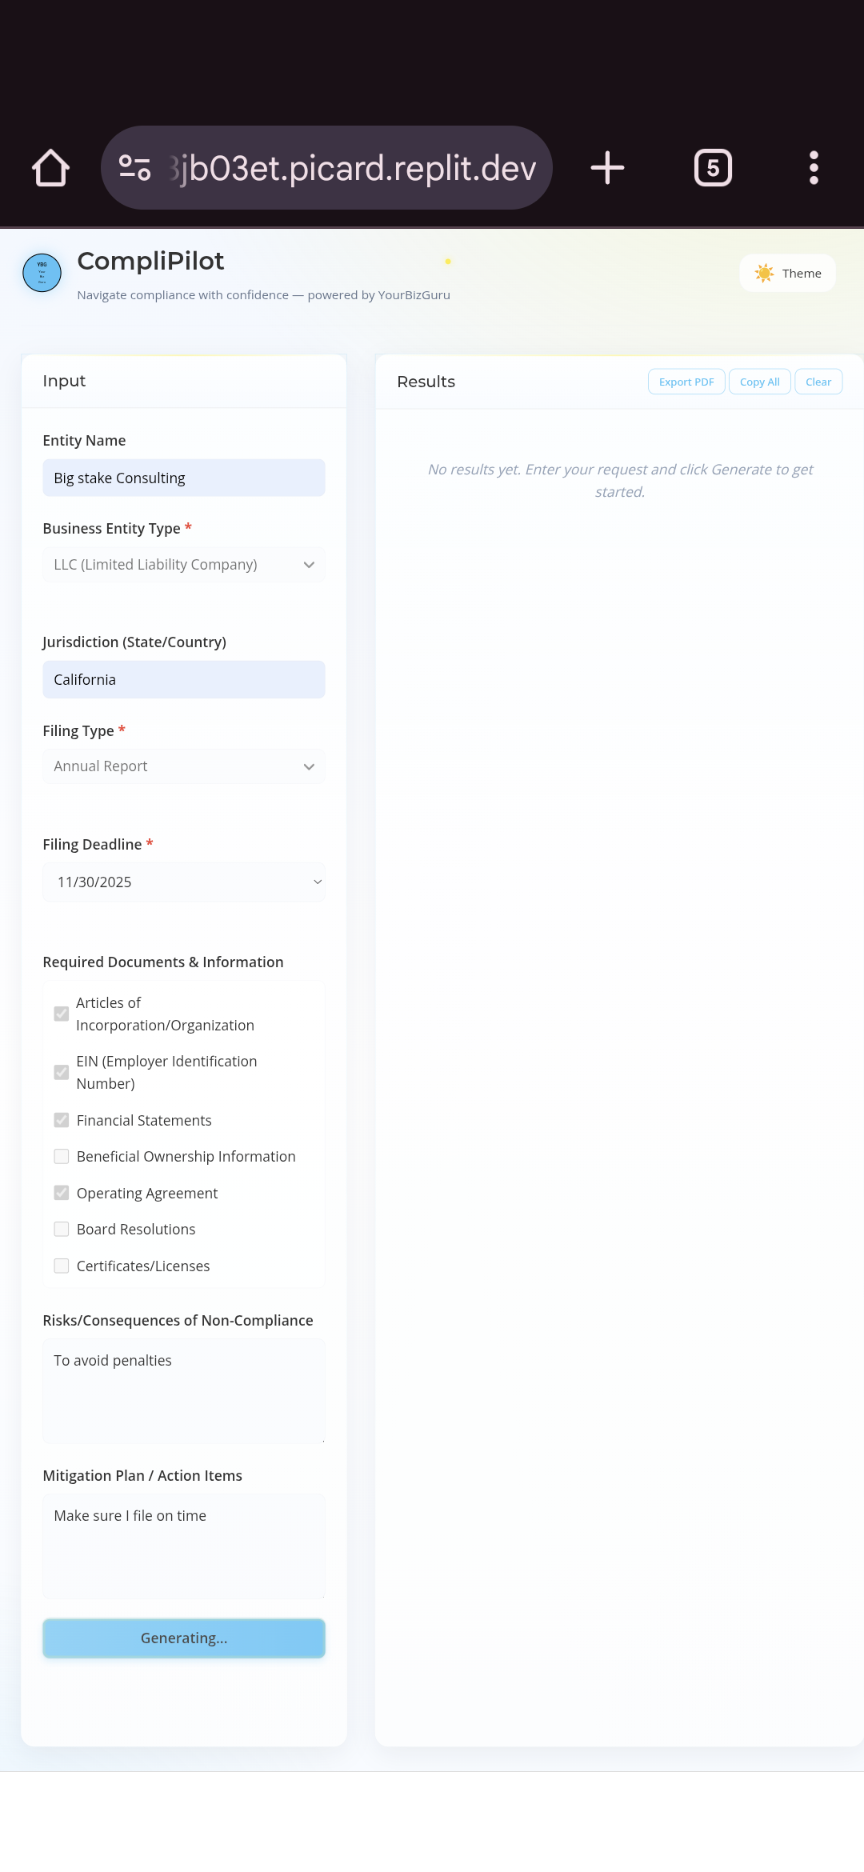 jb03et.picard.replit.dev
5
CompliPilot
Navigate compliance with confidence — powered by YourBizGuru
Theme
Input
Entity Name
Big stake Consulting
Business Entity Type *
LLC (Limited Liability Company)
Jurisdiction (State/Country)
California
Filing Type *
Annual Report
Filing Deadline *
11/30/2025
Required Documents & Information
Articles of
Incorporation/Organization
EIN (Employer Identification
Number)
Financial Statements
Beneficial Ownership Information
Operating Agreement
Board Resolutions
Certificates/Licenses
Risks/Consequences of Non-Compliance
To avoid penalties
Mitigation Plan / Action Items
Make sure I file on time
Generating...
Results
Export PDF
Copy All
Clear
No results yet. Enter your request and click Generate to get
started.